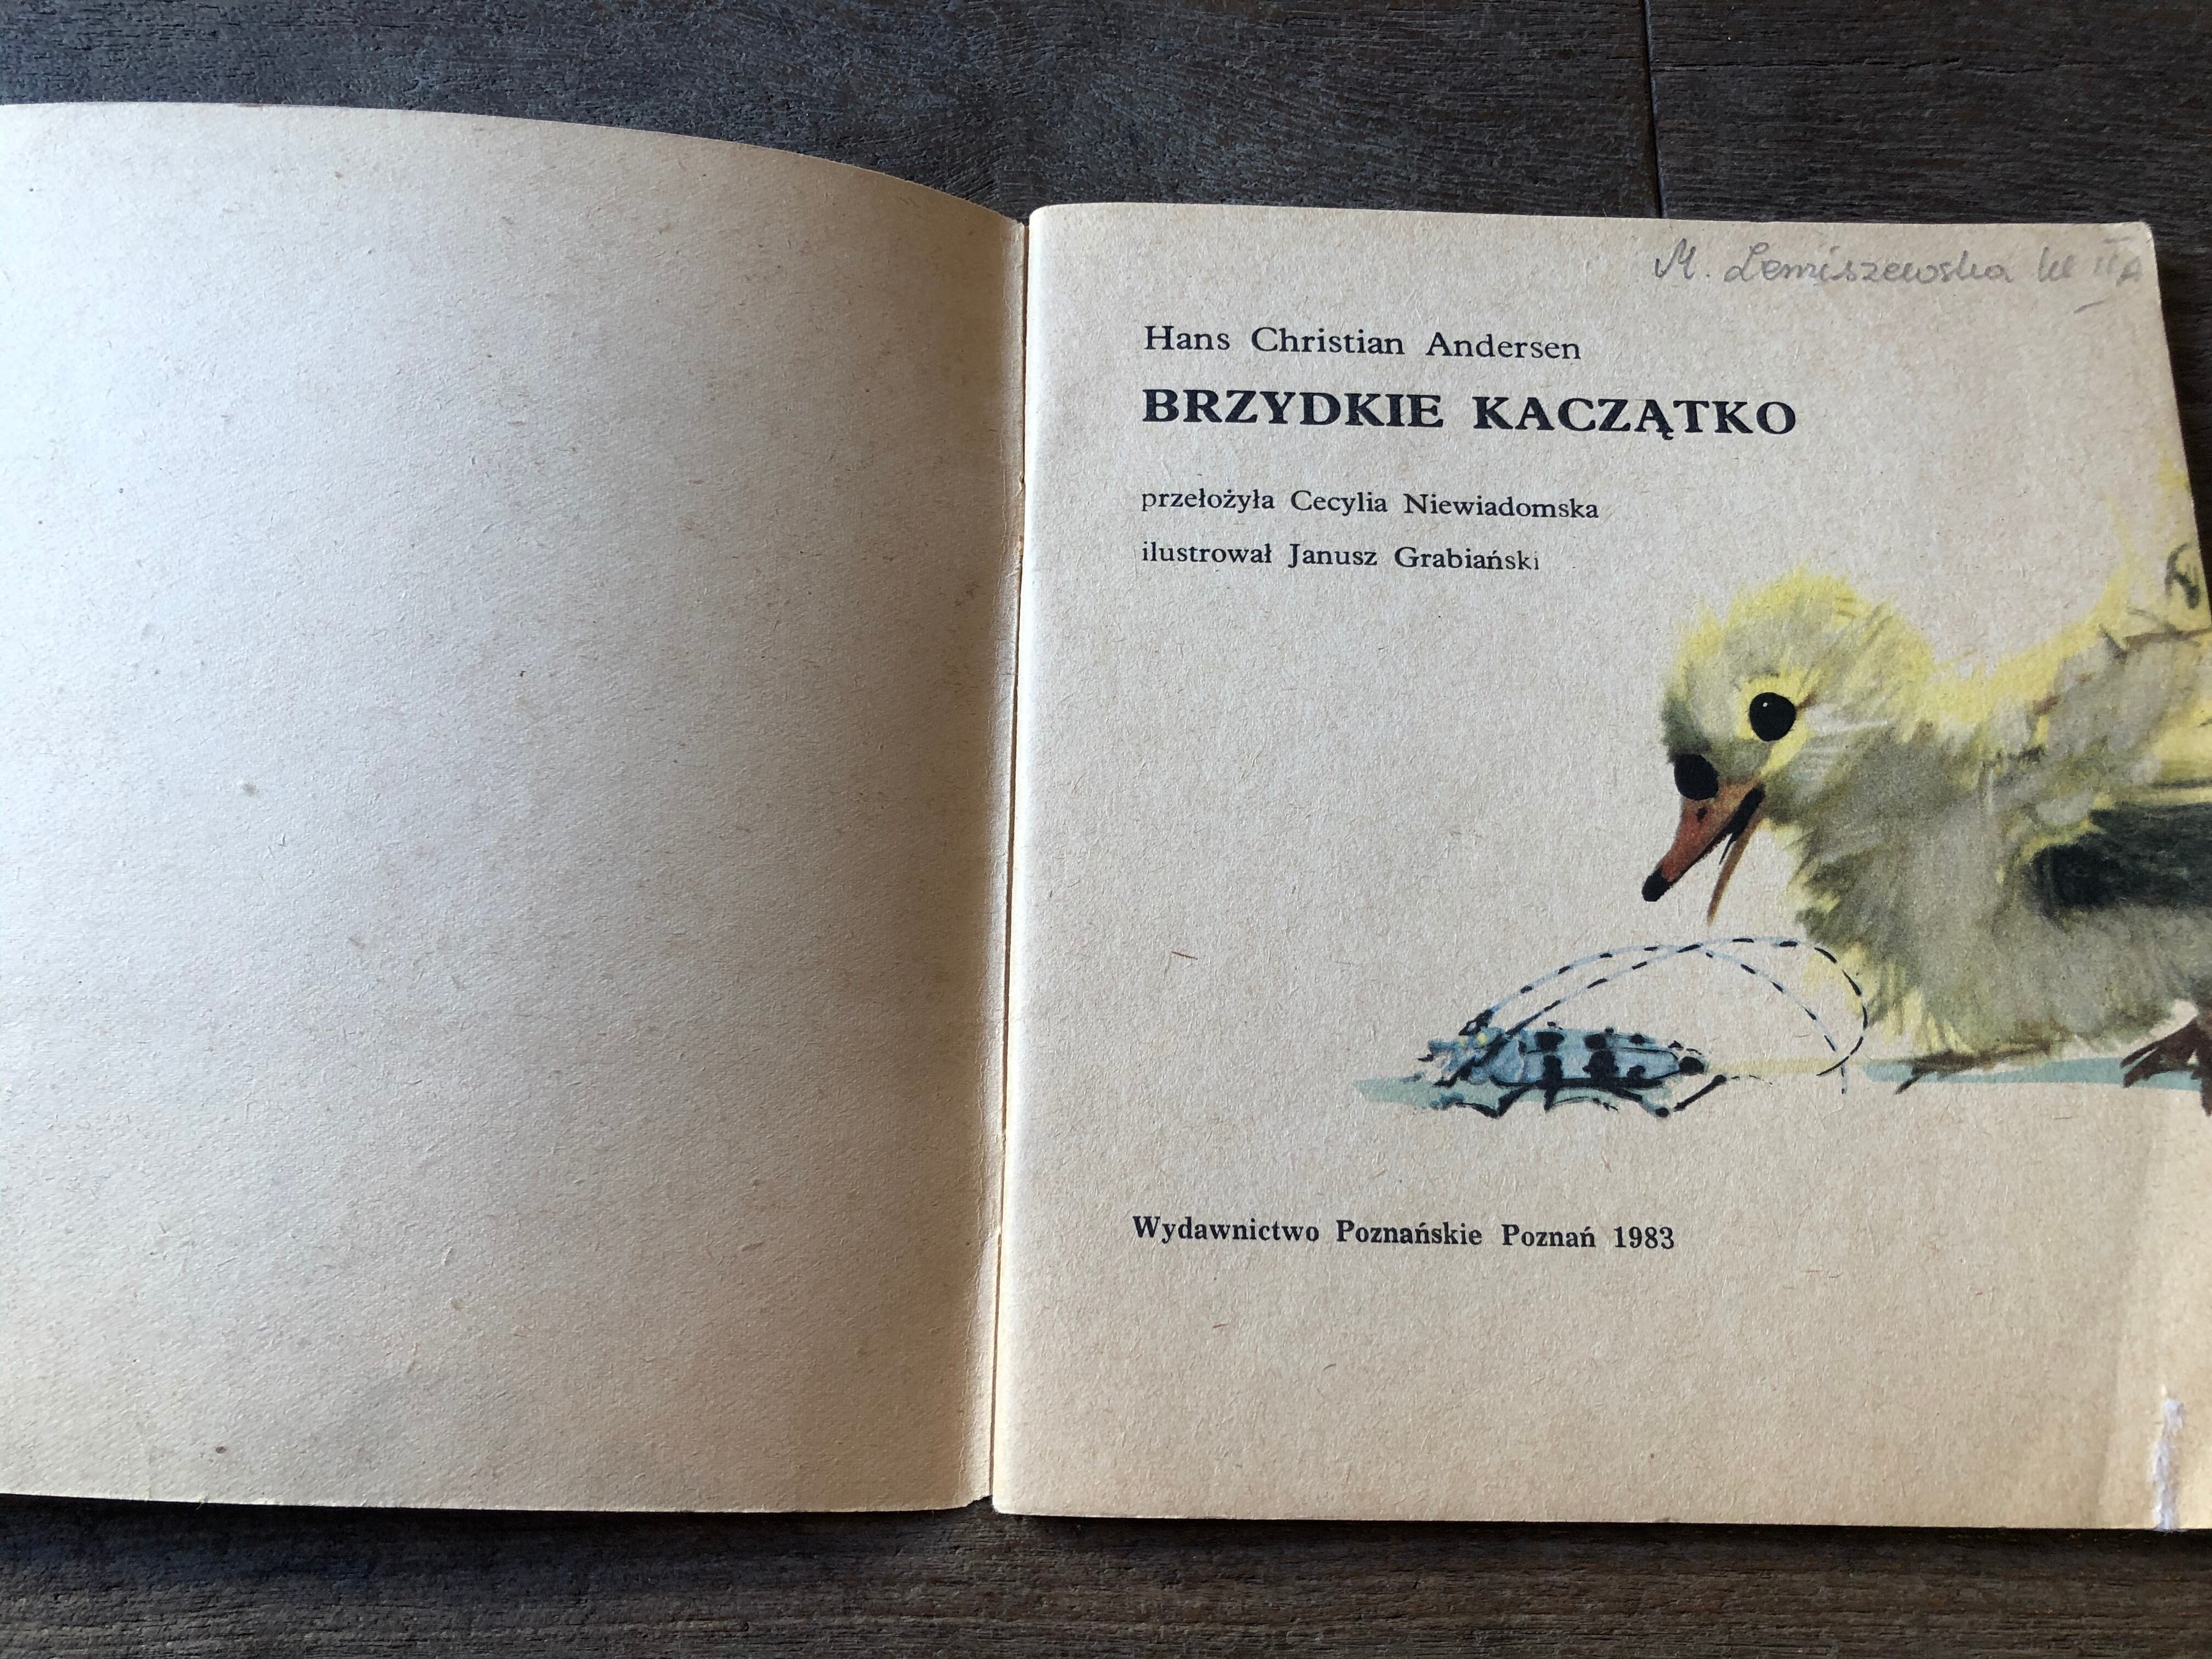 M. Lemiszewska kl IIA
Hans Christian Andersen
BRZYDKIE KACZĄTKO
przełożyła Cecylia Niewiadomska
ilustrował Janusz Grabiański
Wydawnictwo Poznańskie Poznań 1983